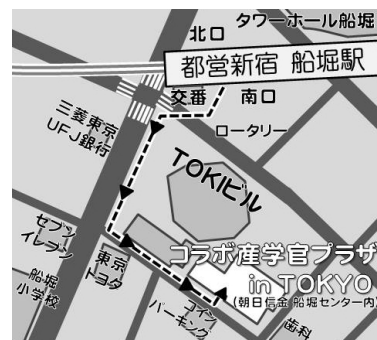 タワーホール船堀
北口
都営新宿 船堀駅
交番
南口
ロータリー
三菱東京
UFJ銀行
TOKIビル
セブン
イレブン
東京
トヨタ
船堀
小学校
コラボ産学官プラザ
in TOKYO
(朝日信金 船堀センター内)
コイン
パーキング
歯科